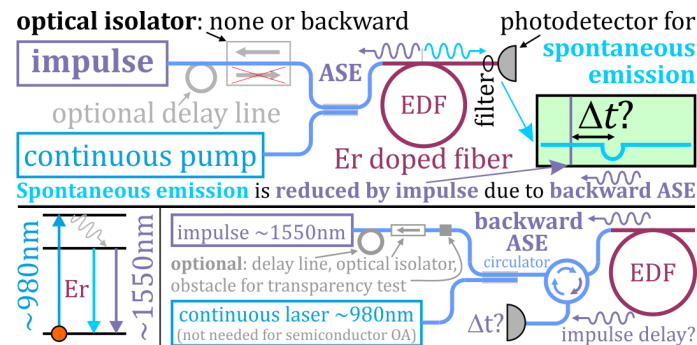 optical isolator: none or backward
photodetector for
spontaneous
emission
impulse
ASE
optional delay line
EDF
filter
Δt?
continuous pump
Er doped fiber
Spontaneous emission is reduced by impulse due to backward ASE
~980nm
Er
~1550nm
impulse ~1550nm
optional: delay line, optical isolator,
obstacle for transparency test
continuous laser ~980nm
(not needed for semiconductor OA)
backward
ASE
circulator
EDF
Δt?
impulse delay?